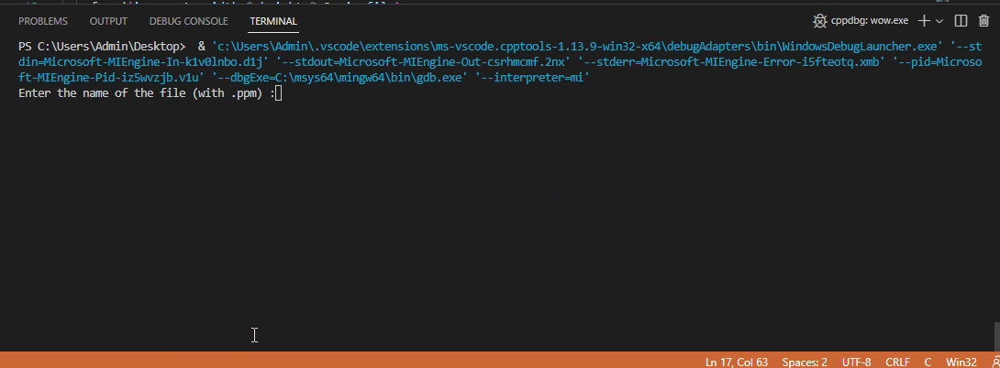 PROBLEMS OUTPUT DEBUG CONSOLE TERMINAL cppdbg: wow.exe
PS C:\Users\Admin\Desktop> & 'c:\Users\Admin\.vscode\extensions\ms-vscode.cpptools-1.13.9-win32-x64\debugAdapters\bin\WindowsDebugLauncher.exe' '--st
din=Microsoft-MIEngine-In-k1v0lnbo.d1j' '--stdout=Microsoft-MIEngine-Out-csrhmcmf.2nx' '--stderr=Microsoft-MIEngine-Error-i5fteotq.xmb' '--pid=Microso
ft-MIEngine-Pid-iz5wvzjb.v1u' '--dbgExe=C:\msys64\mingw64\bin\gdb.exe' '--interpreter=mi'
Enter the name of the file (with .ppm) :
Ln 17, Col 63 Spaces: 2 UTF-8 CRLF C Win32